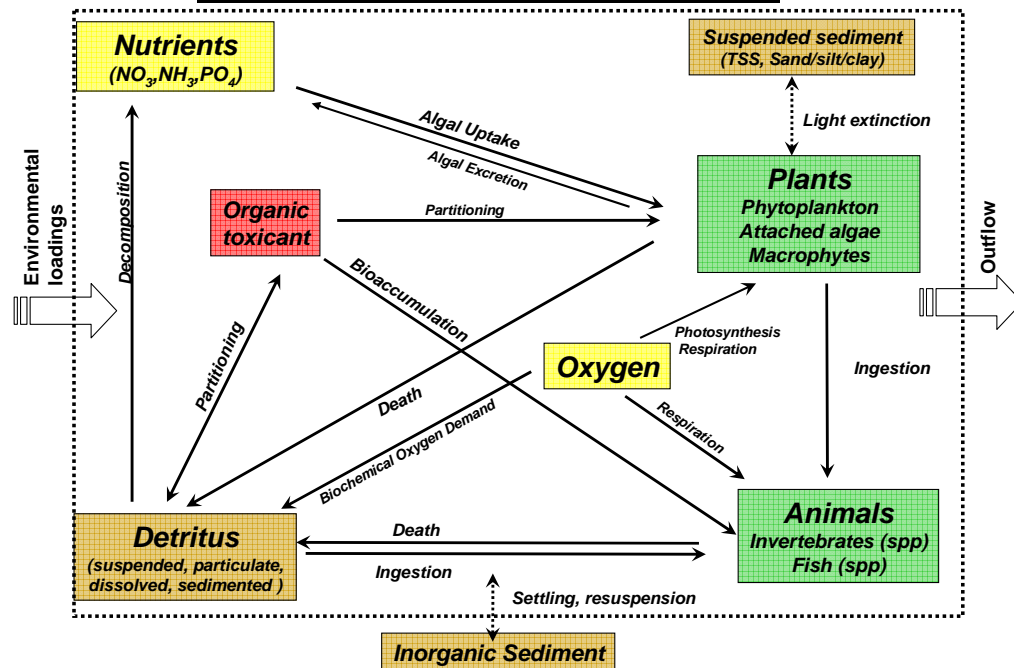 Nutrients
(NO3,NH3,PO4)
Suspended sediment
(TSS, Sand/silt/clay)
Light extinction
Algal Uptake
Algal Excretion
Plants
Phytoplankton
Attached algae
Macrophytes
Organic
toxicant
Partitioning
Environmental
loadings
Decomposition
Outflow
Bioaccumulation
Partitioning
Photosynthesis
Respiration
Oxygen
Ingestion
Death
Respiration
Biochemical Oxygen Demand
Detritus
(suspended, particulate,
dissolved, sedimented )
Death
Ingestion
Animals
Invertebrates (spp)
Fish (spp)
Settling, resuspension
Inorganic Sediment